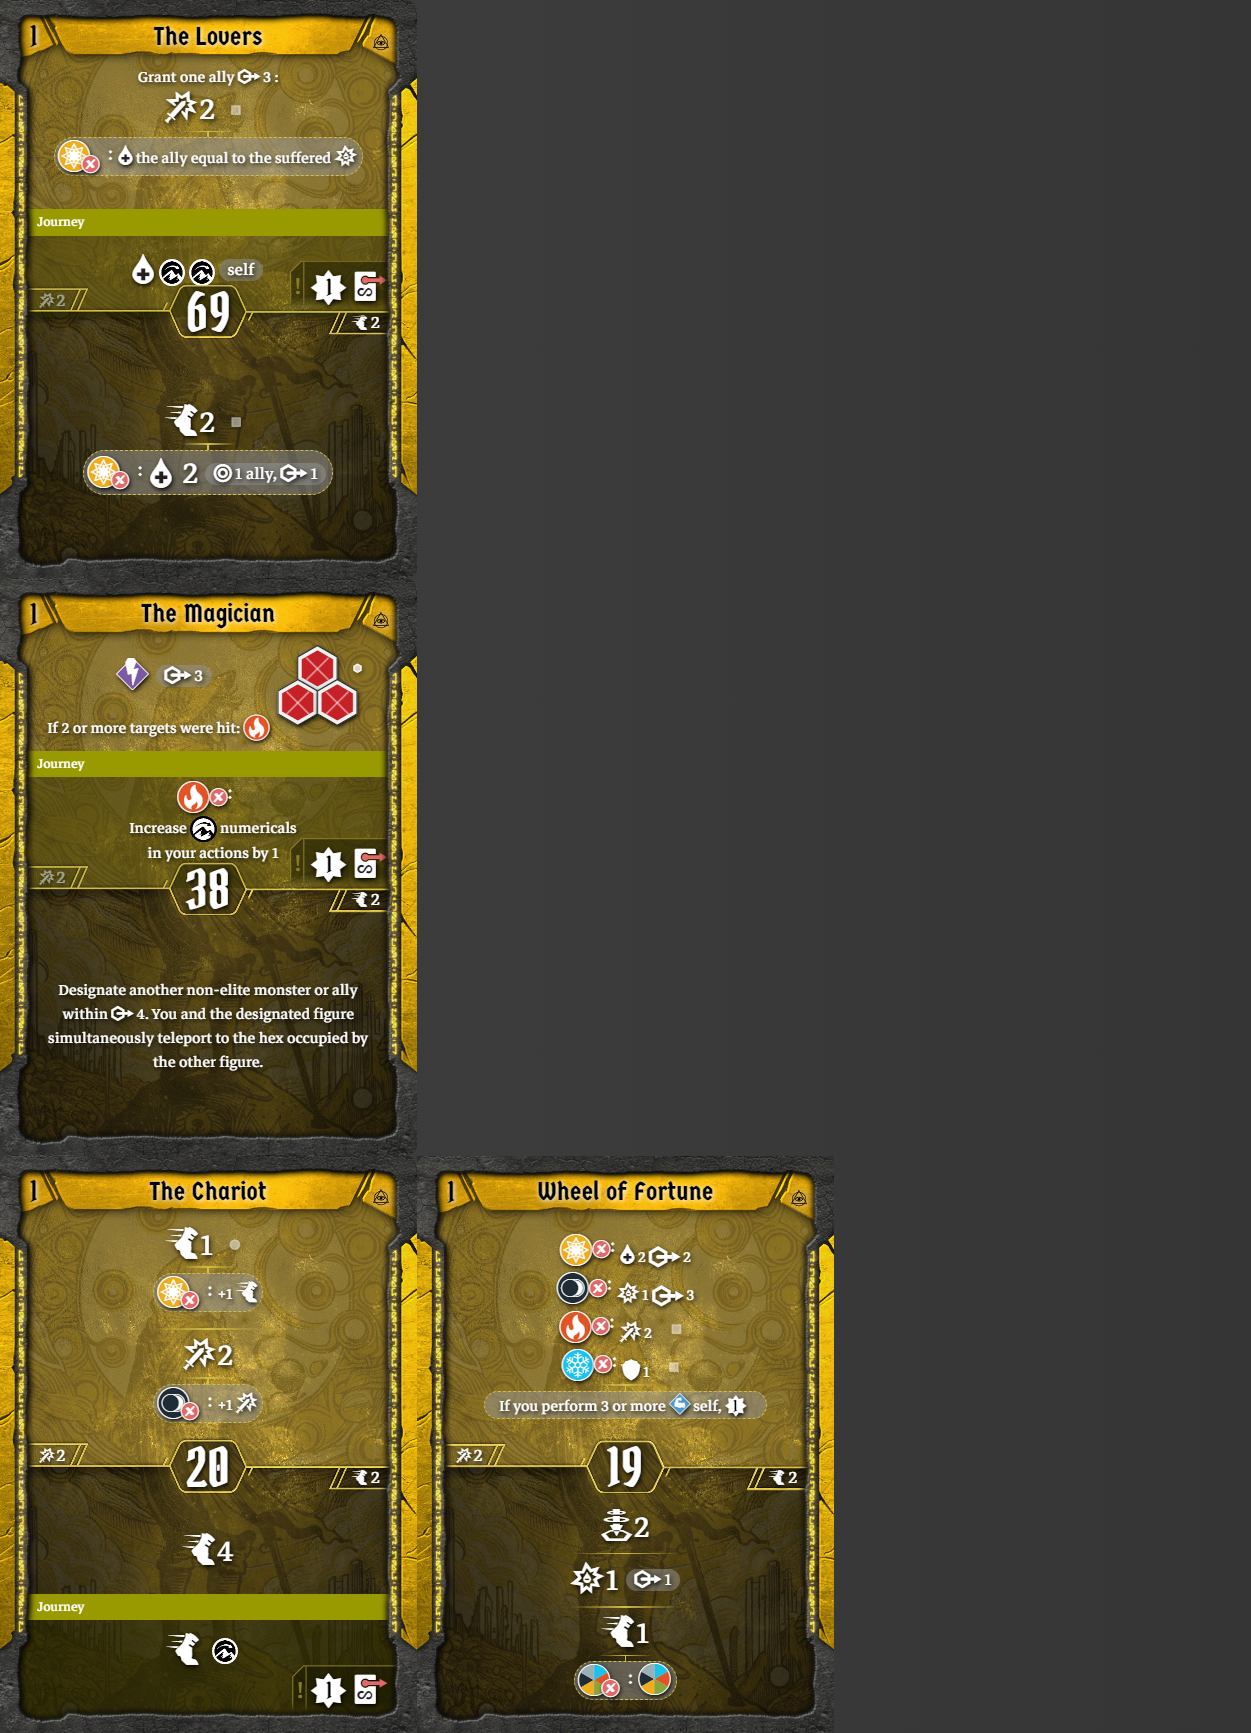 1
The Lovers
Grant one ally 3 :
2
: the ally equal to the suffered
Journey
self
1
2
69
2
2
: 2 1 ally, 1
1
The Magician
3
If 2 or more targets were hit:
Journey
:
Increase numericals
in your actions by 1
1
2
38
2
Designate another non-elite monster or ally
within 4. You and the designated figure
simultaneously teleport to the hex occupied by
the other figure.
1
The Chariot
1
: +1
2
: +1
2
20
2
4
Journey
1
1
Wheel of Fortune
: 2 2
: 1 3
: 2
: 1
If you perform 3 or more self, 1
2
19
2
2
1 1
1
: